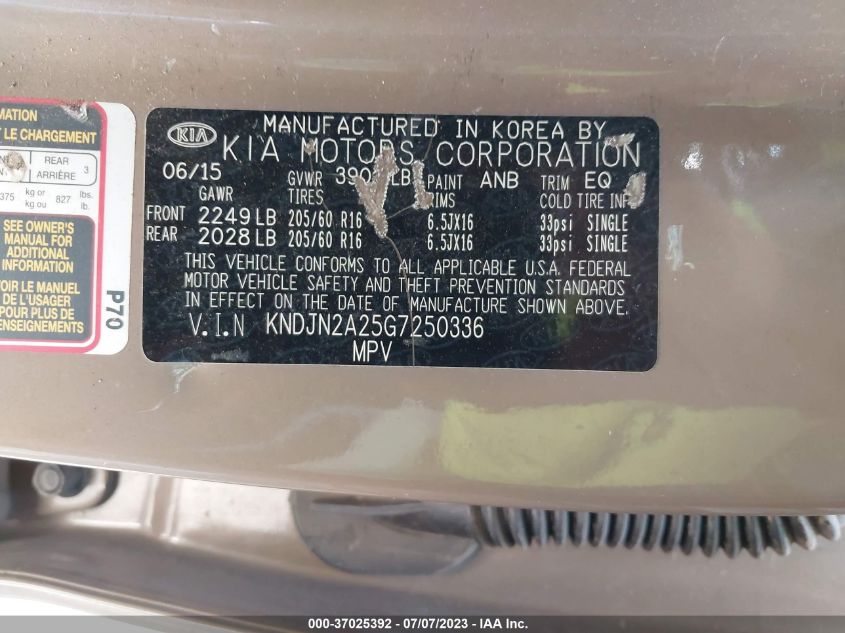 MANUFACTURED IN KOREA BY
KIA KIA MOTORS CORPORATION
06/15 GVWR PAINT ANB TRIM EQ
GAWR TIRES COLD TIRE
FRONT 2249 LB 205/60 R16 6.5JX16 33psi SINGLE
REAR 2028 LB 205/60 R16 6.5JX16 33psi SINGLE
THIS VEHICLE CONFORMS TO ALL APPLICABLE U.S.A. FEDERAL
MOTOR VEHICLE SAFETY AND THEFT PREVENTION STANDARDS
IN EFFECT ON THE DATE OF MANUFACTURE SHOWN ABOVE.
V.I.N KNDJN2A25G7250336
MPV
LE CHARGEMENT
REAR 3
ARRIÈRE
kg or 827 lbs.
kg ou lb.
SEE OWNER'S
MANUAL FOR
ADDITIONAL
INFORMATION
LE MANUEL
DE L'USAGER
POUR PLUS DE
P70
000-37025392 - 07/07/2023 - IAA Inc.